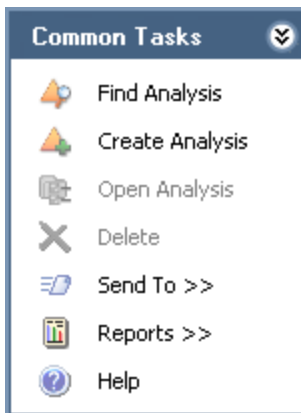 Common Tasks
Find Analysis
Create Analysis
Open Analysis
Delete
Send To >>
Reports >>
Help